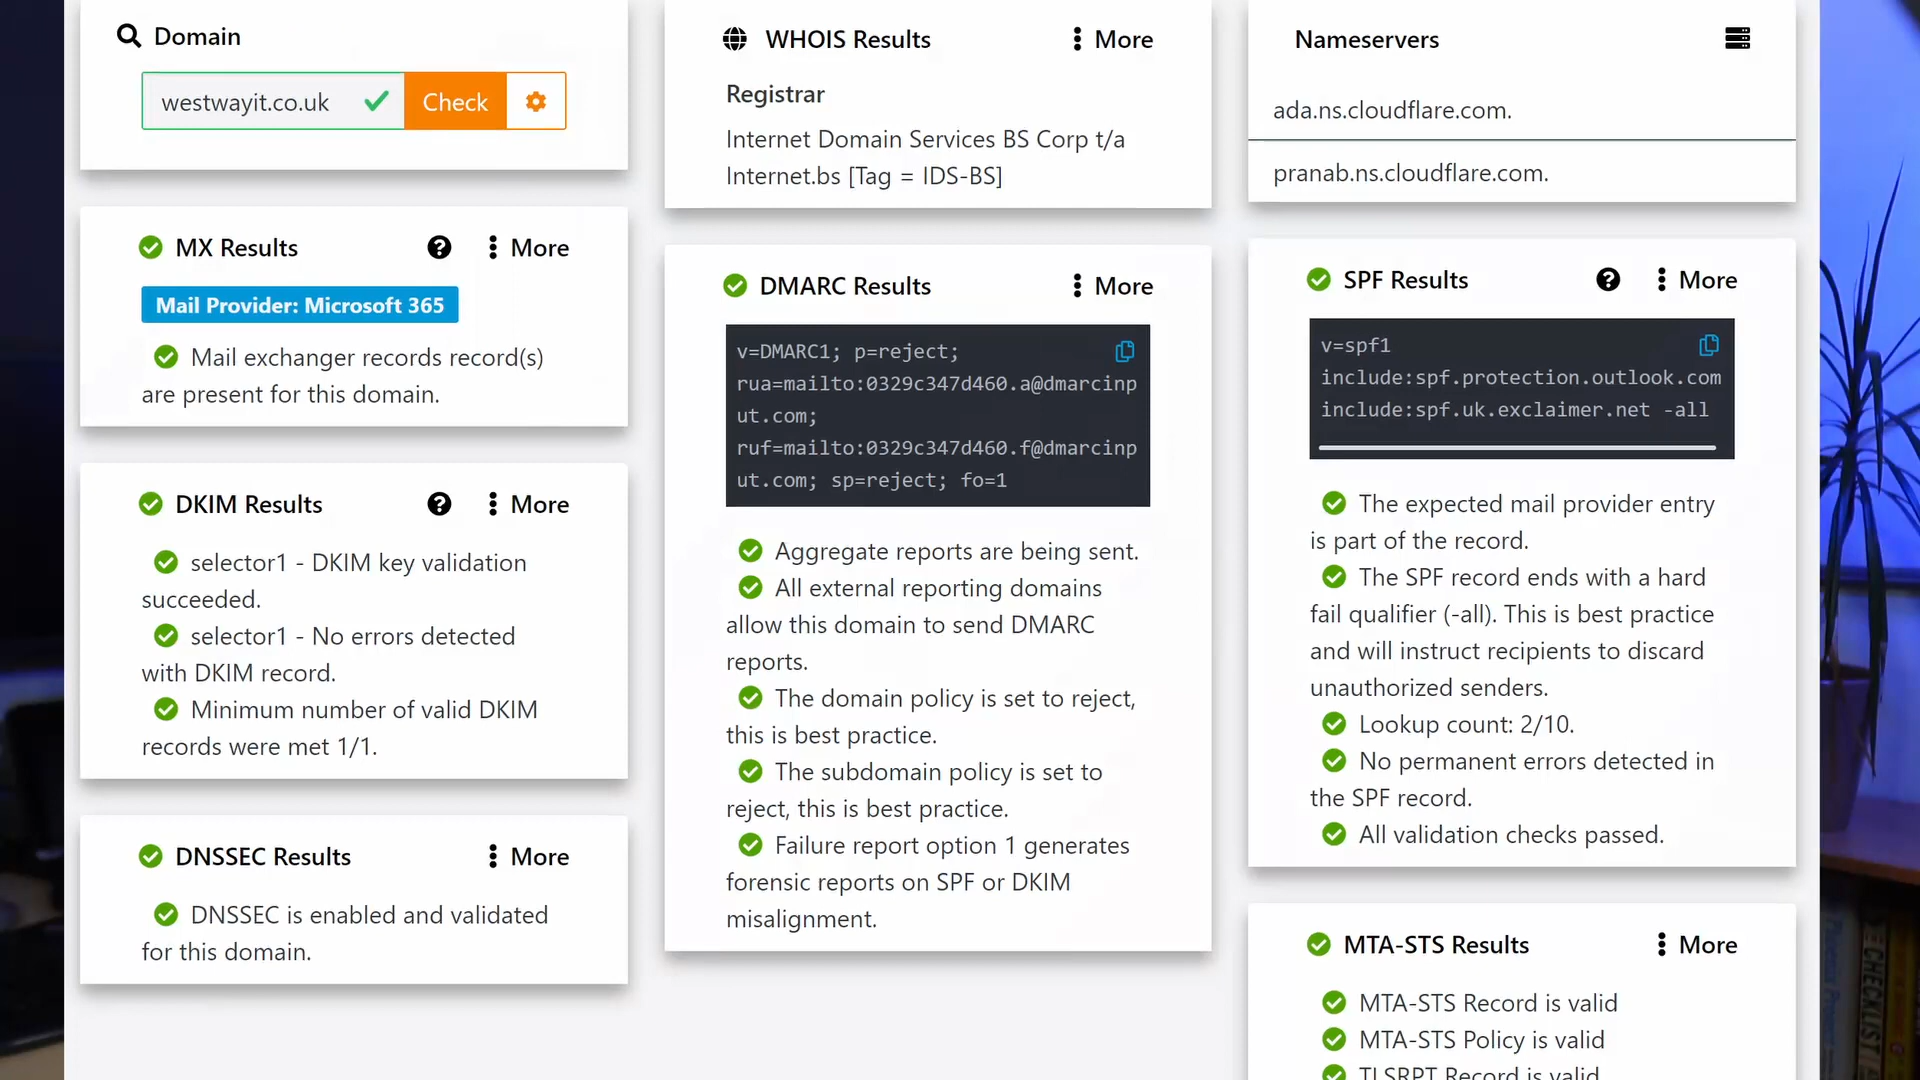 Domain
westwayit.co.uk
Check
MX Results
More
Mail Provider: Microsoft 365
Mail exchanger records record(s)
are present for this domain.
DKIM Results
More
selector1 - DKIM key validation
succeeded.
selector1 - No errors detected
with DKIM record.
Minimum number of valid DKIM
records were met 1/1.
DNSSEC Results
More
DNSSEC is enabled and validated
for this domain.
WHOIS Results
More
Registrar
Internet Domain Services BS Corp t/a
Internet.bs [Tag = IDS-BS]
DMARC Results
More
v=DMARC1; p=reject;
rua=mailto:0329c347d460.a@dmarcinp
ut.com;
ruf=mailto:0329c347d460.f@dmarcinp
ut.com; sp=reject; fo=1
Aggregate reports are being sent.
All external reporting domains
allow this domain to send DMARC
reports.
The domain policy is set to reject,
this is best practice.
The subdomain policy is set to
reject, this is best practice.
Failure report option 1 generates
forensic reports on SPF or DKIM
misalignment.
Nameservers
ada.ns.cloudflare.com.
pranab.ns.cloudflare.com.
SPF Results
More
v=spf1
include:spf.protection.outlook.com
include:spf.uk.exclaimer.net -all
The expected mail provider entry
is part of the record.
The SPF record ends with a hard
fail qualifier (-all). This is best practice
and will instruct recipients to discard
unauthorized senders.
Lookup count: 2/10.
No permanent errors detected in
the SPF record.
All validation checks passed.
MTA-STS Results
More
MTA-STS Record is valid
MTA-STS Policy is valid
TLSRPT Record is valid
CHECKLIST